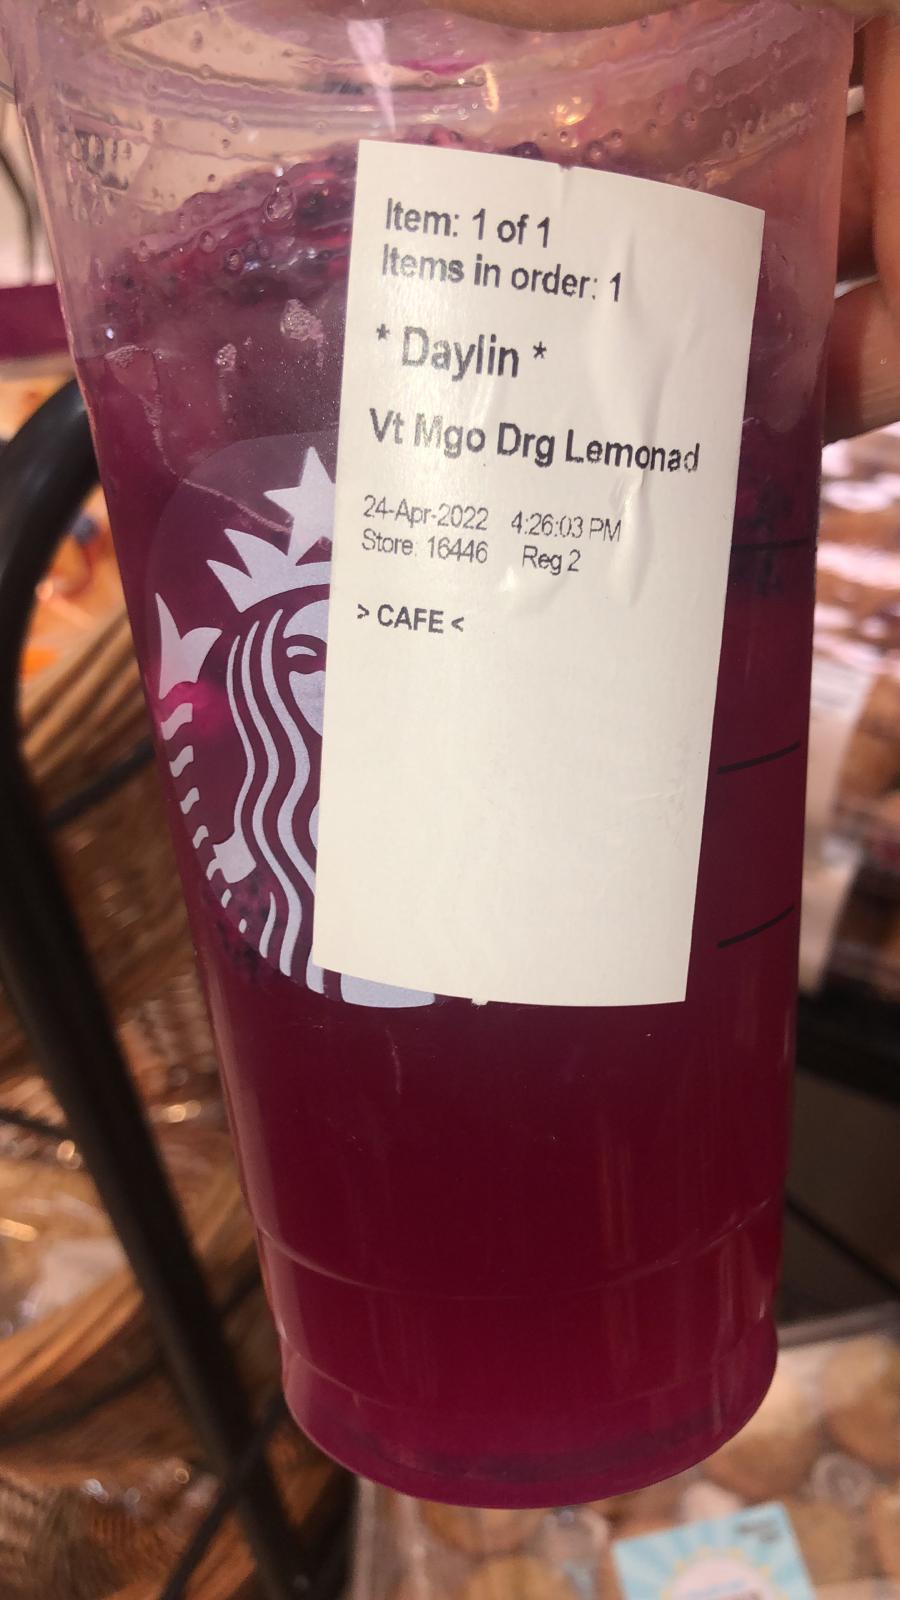 Item: 1 of 1
Items in order: 1
* Daylin *
Vt Mgo Drg Lemonad
24-Apr-2022 4:26:03 PM
Store: 16446 Reg 2
> CAFE <